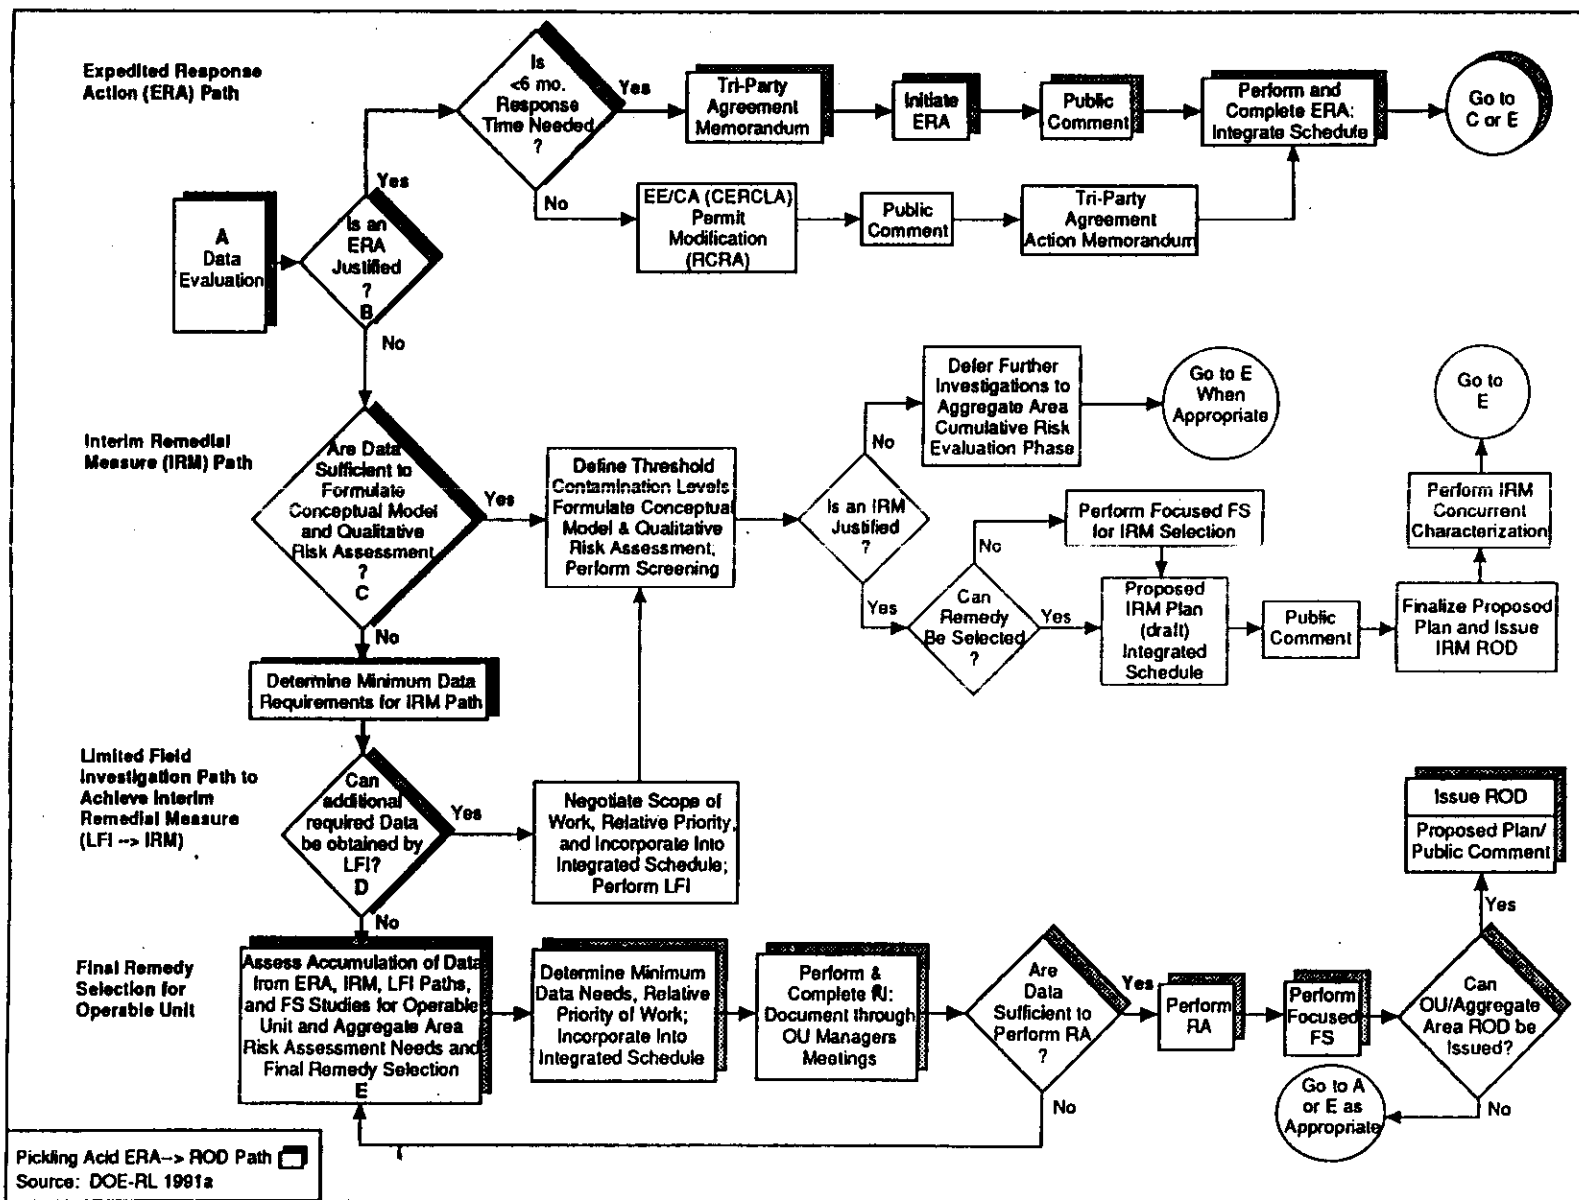 Expedited Response
Action (ERA) Path
Is
<6 mo.
Response
Time Needed
?
Yes
Tri-Party
Agreement
Memorandum
Initiate
ERA
Public
Comment
Perform and
Complete ERA:
Integrate Schedule
Go to
C or E
No
EE/CA (CERCLA)
Permit
Modification
(RCRA)
Public
Comment
Tri-Party
Agreement
Action Memorandum
A
Data
Evaluation
Yes
Is an
ERA
Justified
?
B
No
Interim Remedial
Measure (IRM) Path
Are Data
Sufficient to
Formulate
Conceptual Model
and Qualitative
Risk Assessment
?
C
Yes
No
Define Threshold
Contamination Levels
Formulate Conceptual
Model & Qualitative
Risk Assessment;
Perform Screening
Is an IRM
Justified
?
No
Yes
Defer Further
Investigations to
Aggregate Area
Cumulative Risk
Evaluation Phase
Go to E
When
Appropriate
Go to
E
Perform Focused FS
for IRM Selection
No
Can
Remedy
Be Selected
?
Yes
Proposed
IRM Plan
(draft)
Integrated
Schedule
Public
Comment
Finalize Proposed
Plan and Issue
IRM ROD
Perform IRM
Concurrent
Characterization
Determine Minimum Data
Requirements for IRM Path
Limited Field
Investigation Path to
Achieve Interim
Remedial Measure
(LFI --> IRM)
Can
additional
required Data
be obtained by
LFI?
D
Yes
No
Negotiate Scope of
Work, Relative Priority,
and Incorporate Into
Integrated Schedule;
Perform LFI
Issue ROD
Proposed Plan/
Public Comment
Yes
Final Remedy
Selection for
Operable Unit
Assess Accumulation of Data
from ERA, IRM, LFI Paths,
and FS Studies for Operable
Unit and Aggregate Area
Risk Assessment Needs and
Final Remedy Selection
E
Determine Minimum
Data Needs, Relative
Priority of Work;
Incorporate Into
Integrated Schedule
Perform &
Complete RI:
Document through
OU Managers
Meetings
Are
Data
Sufficient to
Perform RA
?
Yes
No
Perform
RA
Perform
Focused
FS
Can
OU/Aggregate
Area ROD be
Issued?
No
Go to A
or E as
Appropriate
Pickling Acid ERA--> ROD Path
Source: DOE-RL 1991a